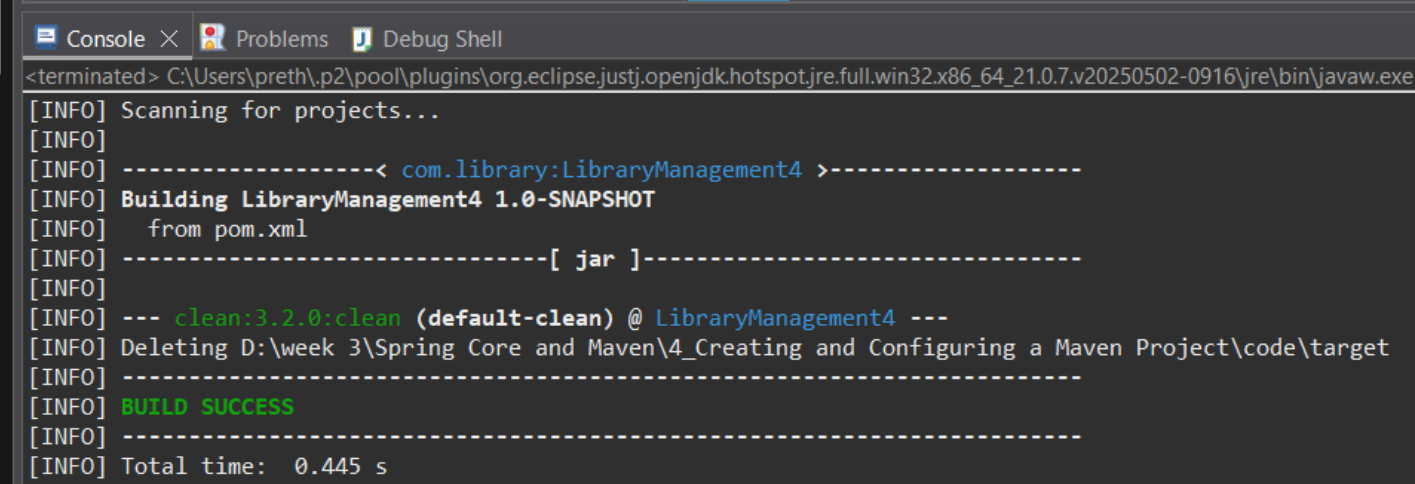 Console Problems Debug Shell
<terminated> C:\Users\preth\.p2\pool\plugins\org.eclipse.justj.openjdk.hotspot.jre.full.win32.x86_64_21.0.7.v20250502-0916\jre\bin\javaw.exe
[INFO] Scanning for projects...
[INFO]
[INFO] -------------------< com.library:LibraryManagement4 >-------------------
[INFO] Building LibraryManagement4 1.0-SNAPSHOT
[INFO]   from pom.xml
[INFO] --------------------------------[ jar ]---------------------------------
[INFO]
[INFO] --- clean:3.2.0:clean (default-clean) @ LibraryManagement4 ---
[INFO] Deleting D:\week 3\Spring Core and Maven\4_Creating and Configuring a Maven Project\code\target
[INFO] ------------------------------------------------------------------------
[INFO] BUILD SUCCESS
[INFO] ------------------------------------------------------------------------
[INFO] Total time:  0.445 s